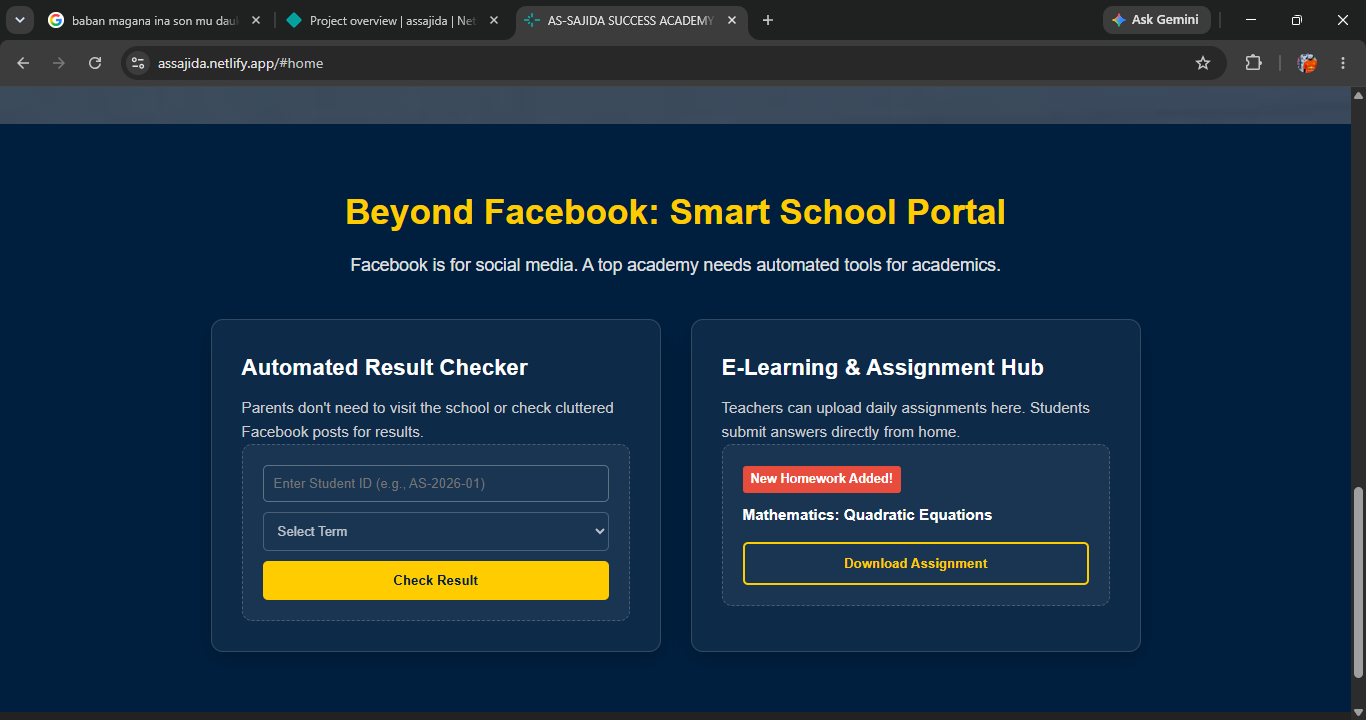 baban magana ina son mu dau
Project overview | assajida | Net
AS-SAJIDA SUCCESS ACADEMY
Ask Gemini
assajida.netlify.app/#home
Beyond Facebook: Smart School Portal
Facebook is for social media. A top academy needs automated tools for academics.
Automated Result Checker
Parents don't need to visit the school or check cluttered
Facebook posts for results.
Enter Student ID (e.g., AS-2026-01)
Select Term
Check Result
E-Learning & Assignment Hub
Teachers can upload daily assignments here. Students
submit answers directly from home.
New Homework Added!
Mathematics: Quadratic Equations
Download Assignment